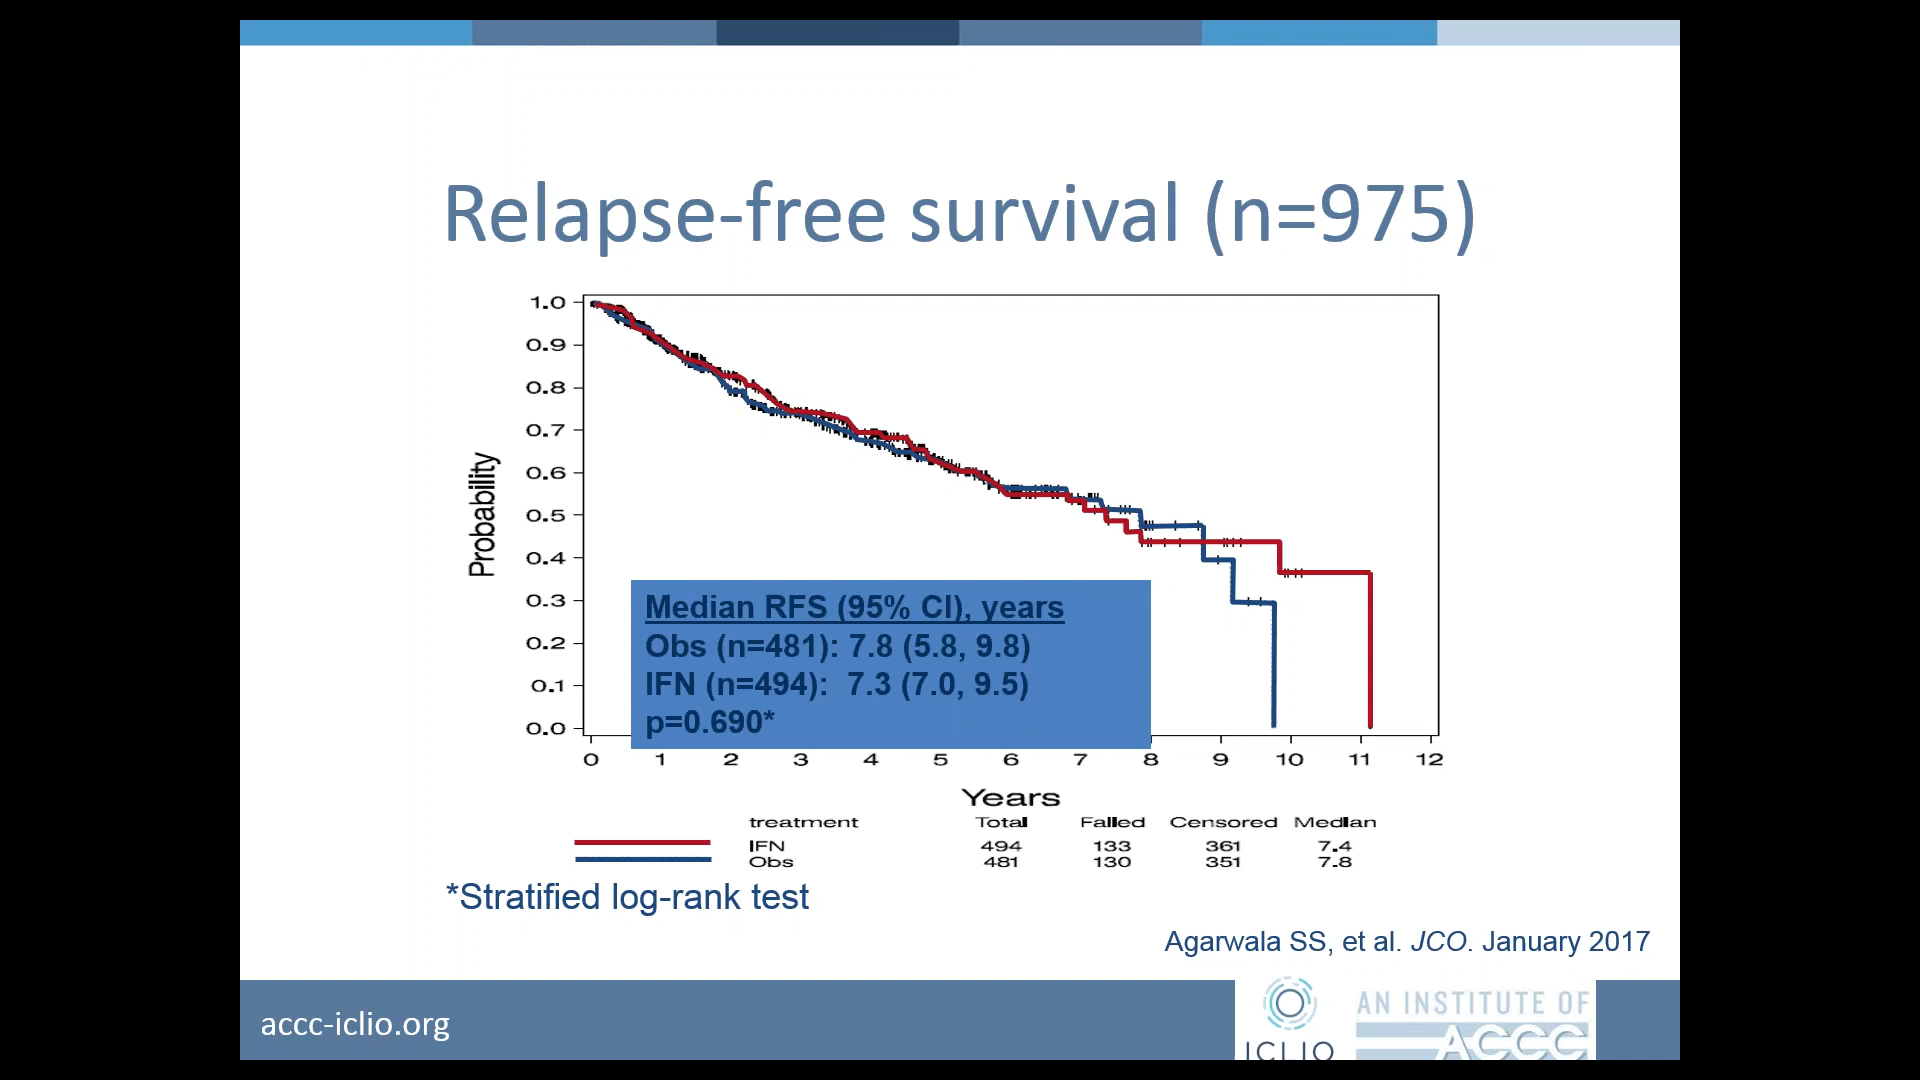 Relapse-free survival (n=975)
1.0
0.9
0.8
0.7
0.6
0.5
0.4
0.3
0.2
0.1
0.0
Probability
Median RFS (95% CI), years
Obs (n=481): 7.8 (5.8, 9.8)
IFN (n=494): 7.3 (7.0, 9.5)
p=0.690*
0 1 2 3 4 5 6 7 8 9 10 11 12
Years
treatment Total Failed Censored Median
IFN 494 133 361 7.4
Obs 481 130 351 7.8
*Stratified log-rank test
Agarwala SS, et al. JCO. January 2017
accc-iclio.org
ICLIO
AN INSTITUTE OF
ACCC